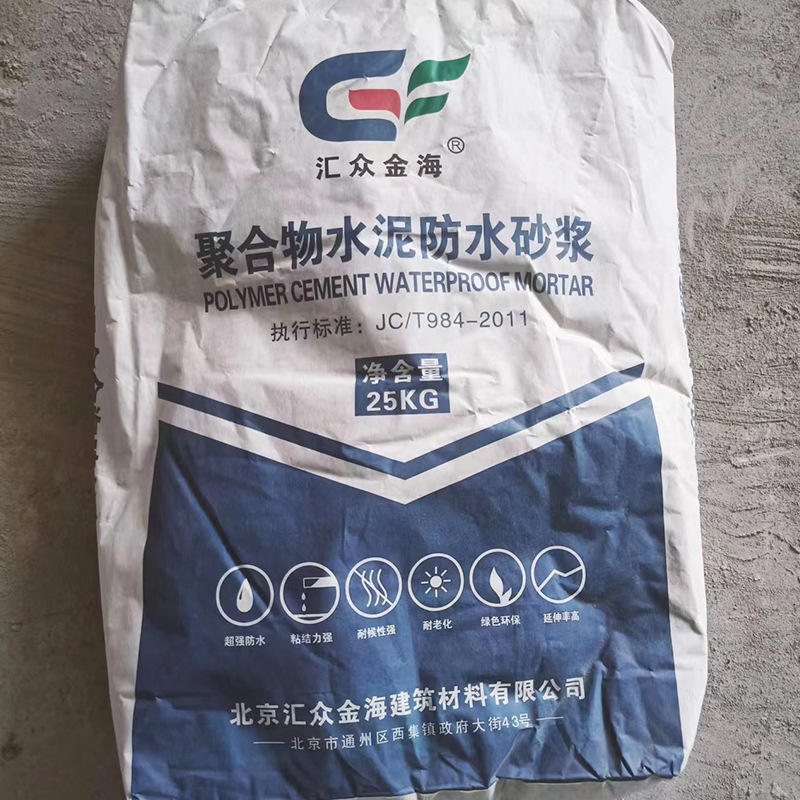 汇众金海®
聚合物水泥防水砂浆
POLYMER CEMENT WATERPROOF MORTAR
执行标准：JC/T984-2011
净含量
25KG
超强防水 粘结力强 耐候性强 耐老化 绿色环保 延伸率高
北京汇众金海建筑材料有限公司
北京市通州区西集镇政府大街43号